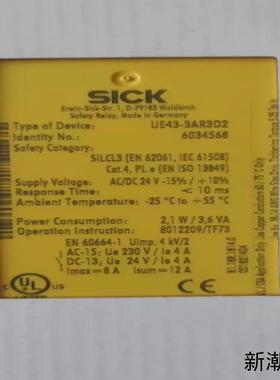 SICK
Erwin-Sick-Str. 1, D-79183 Waldkirch
Safety Relay, Made in Germany
Type of Device: UE43-3AR3D2
Identity No.: 6034568
Safety Category:
SILCL3 (EN 62061, IEC 61508)
Cat.4, PL e (EN ISO 13849)
Supply Voltage: AC/DC 24 V -15% / +10%
Response Time: < 10 ms
Ambient Temperature: -25 °C to +55 °C
Power Consumption: 2,1 W / 3,6 VA
Operation Instruction: 8012209/TF73
EN 60664-1 Uimp. 4 kV/2
AC-15; Ue 230 V / Ie 4 A
DC-13; Ue 24 V / Ie 4 A
Imax= 8 A Isum= 12 A
C UL US
LISTED
新潮